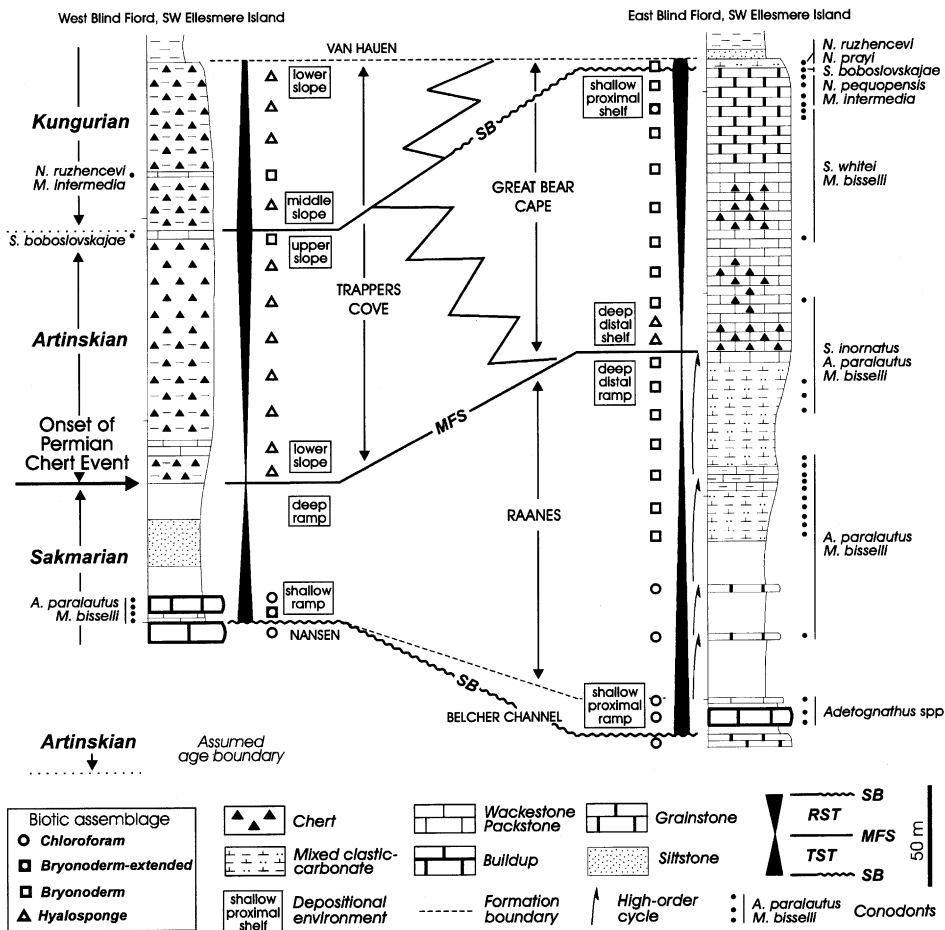 West Blind Fiord, SW Ellesmere Island
East Blind Fiord, SW Ellesmere Island
VAN HAUEN
Kungurian
N. ruzhencevi
M. intermedia
S. boboslovskajae
Artinskian
Onset of
Permian
Chert Event
Sakmarian
A. paralautus
M. bisselli
lower
slope
middle
slope
upper
slope
lower
slope
deep
ramp
shallow
ramp
NANSEN
TRAPPERS
COVE
SB
GREAT BEAR
CAPE
MFS
RAANES
SB
BELCHER CHANNEL
shallow
proximal
shelf
deep
distal
shelf
deep
distal
ramp
shallow
proximal
ramp
N. ruzhencevi
N. prayi
S. boboslovskajae
N. pequopensis
M. intermedia
S. whitei
M. bisselli
S. inornatus
A. paralautus
M. bisselli
A. paralautus
M. bisselli
Adetognathus spp
Artinskian
Assumed
age boundary
Biotic assemblage
Chloroforam
Bryonoderm-extended
Bryonoderm
Hyalosponge
Chert
Mixed clastic-
carbonate
shallow
proximal
shelf
Depositional
environment
Wackestone
Packstone
Buildup
Formation
boundary
Grainstone
Siltstone
High-order
cycle
SB
RST
MFS
TST
SB
50 m
A. paralautus
M. bisselli
Conodonts